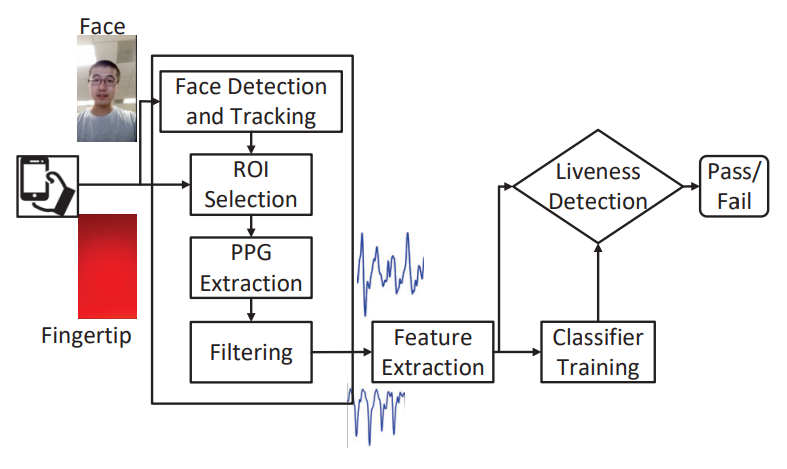 Face
Face Detection
and Tracking
ROI
Selection
PPG
Extraction
Filtering
Fingertip
Feature
Extraction
Classifier
Training
Liveness
Detection
Pass/
Fail